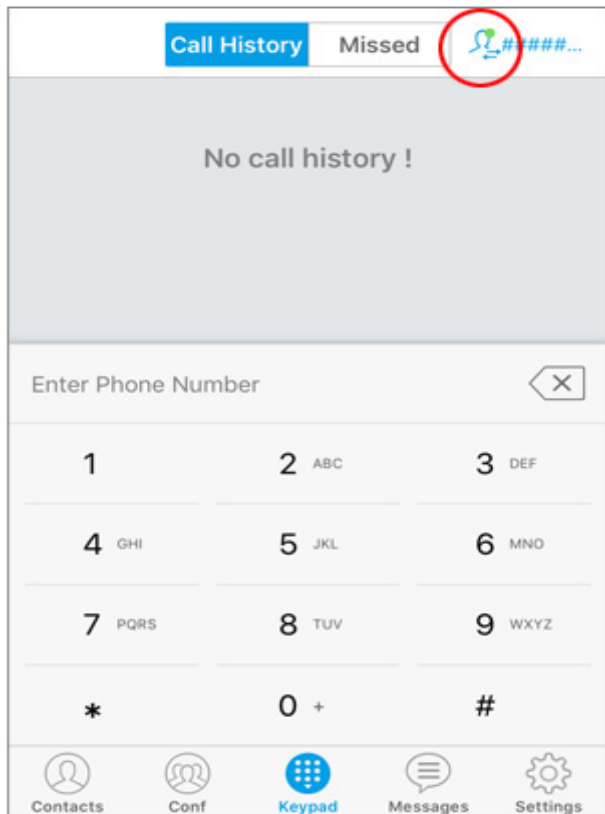 Call History Missed #####...
No call history !
Enter Phone Number
1 2 ABC 3 DEF
4 GHI 5 JKL 6 MNO
7 PQRS 8 TUV 9 WXYZ
* 0 + #
Contacts Conf Keypad Messages Settings